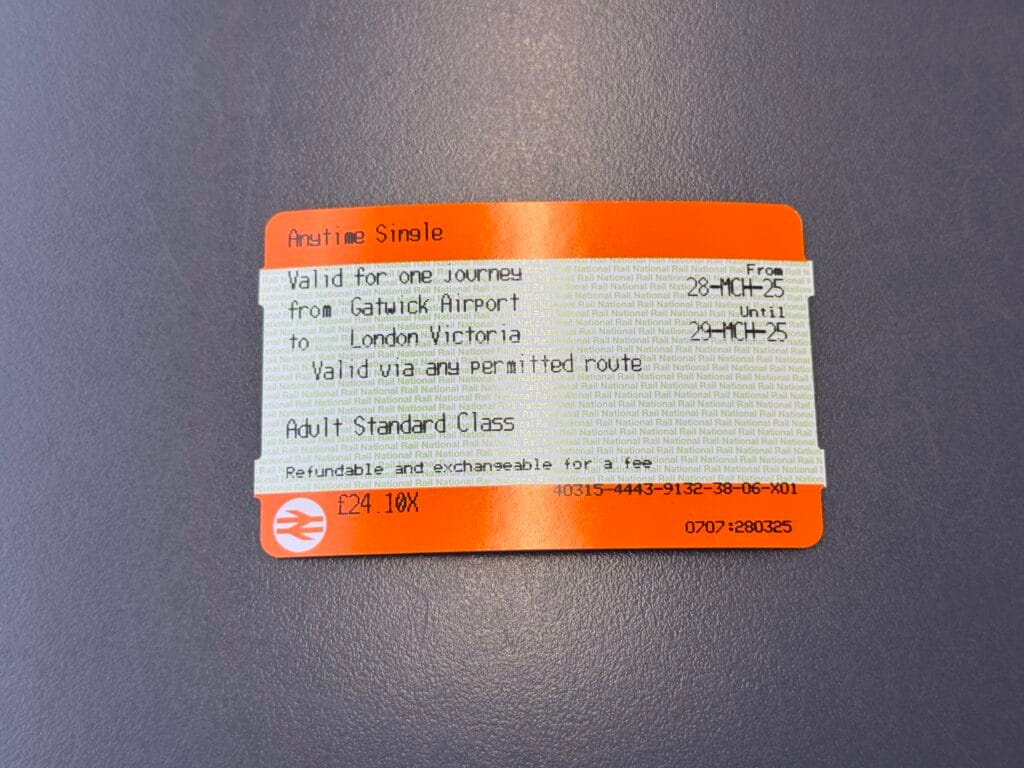 Anytime Single
Valid for one journey
From
28-MCH-25
from Gatwick Airport
Until
to London Victoria
29-MCH-25
Valid via any permitted route
Adult Standard Class
Refundable and exchangeable for a fee
£24.10X
40315-4443-9132-38-06-X01
0707:280325